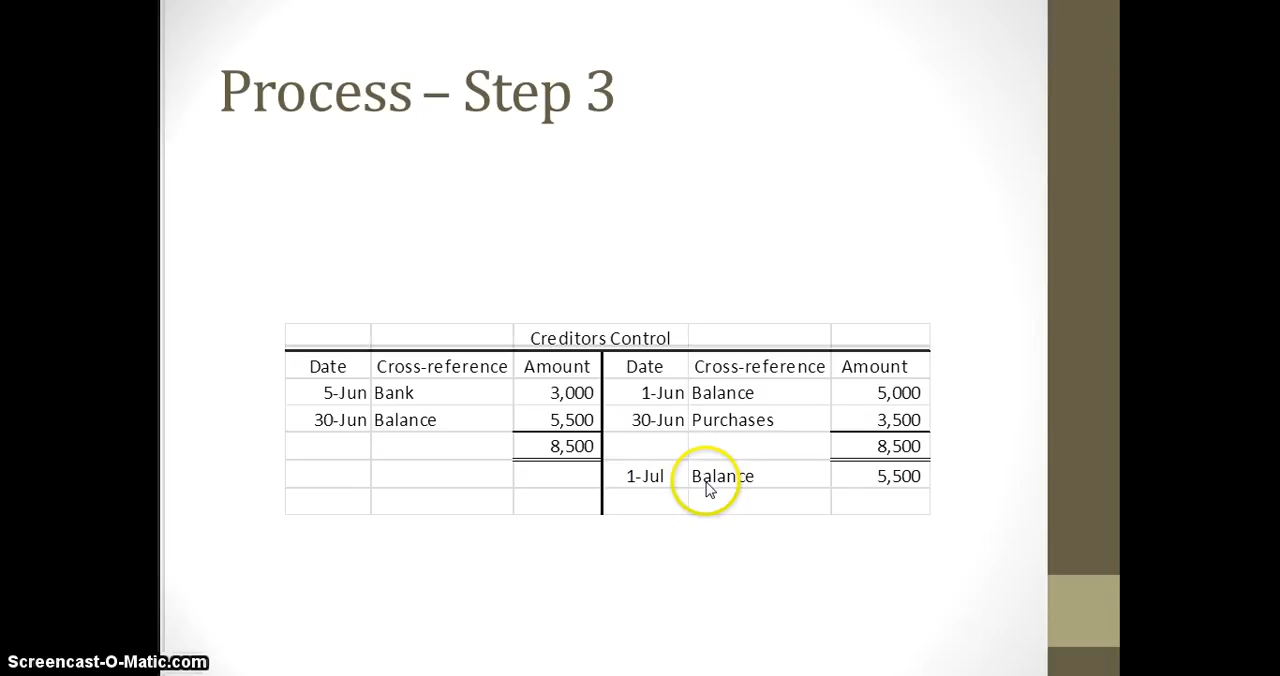 Process – Step 3
Creditors Control
Date Cross-reference Amount Date Cross-reference Amount
5-Jun Bank 3,000 1-Jun Balance 5,000
30-Jun Balance 5,500 30-Jun Purchases 3,500
8,500 8,500
1-Jul Balance 5,500
Screencast-O-Matic.com